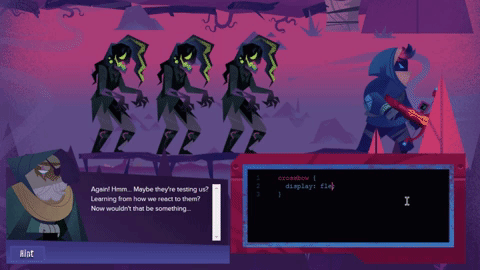 Again! Hmm... Maybe they're testing us?
Learning from how we react to them?
Now wouldn't that be something...
Hint
1 crossbow {
2 display: fle
3 }